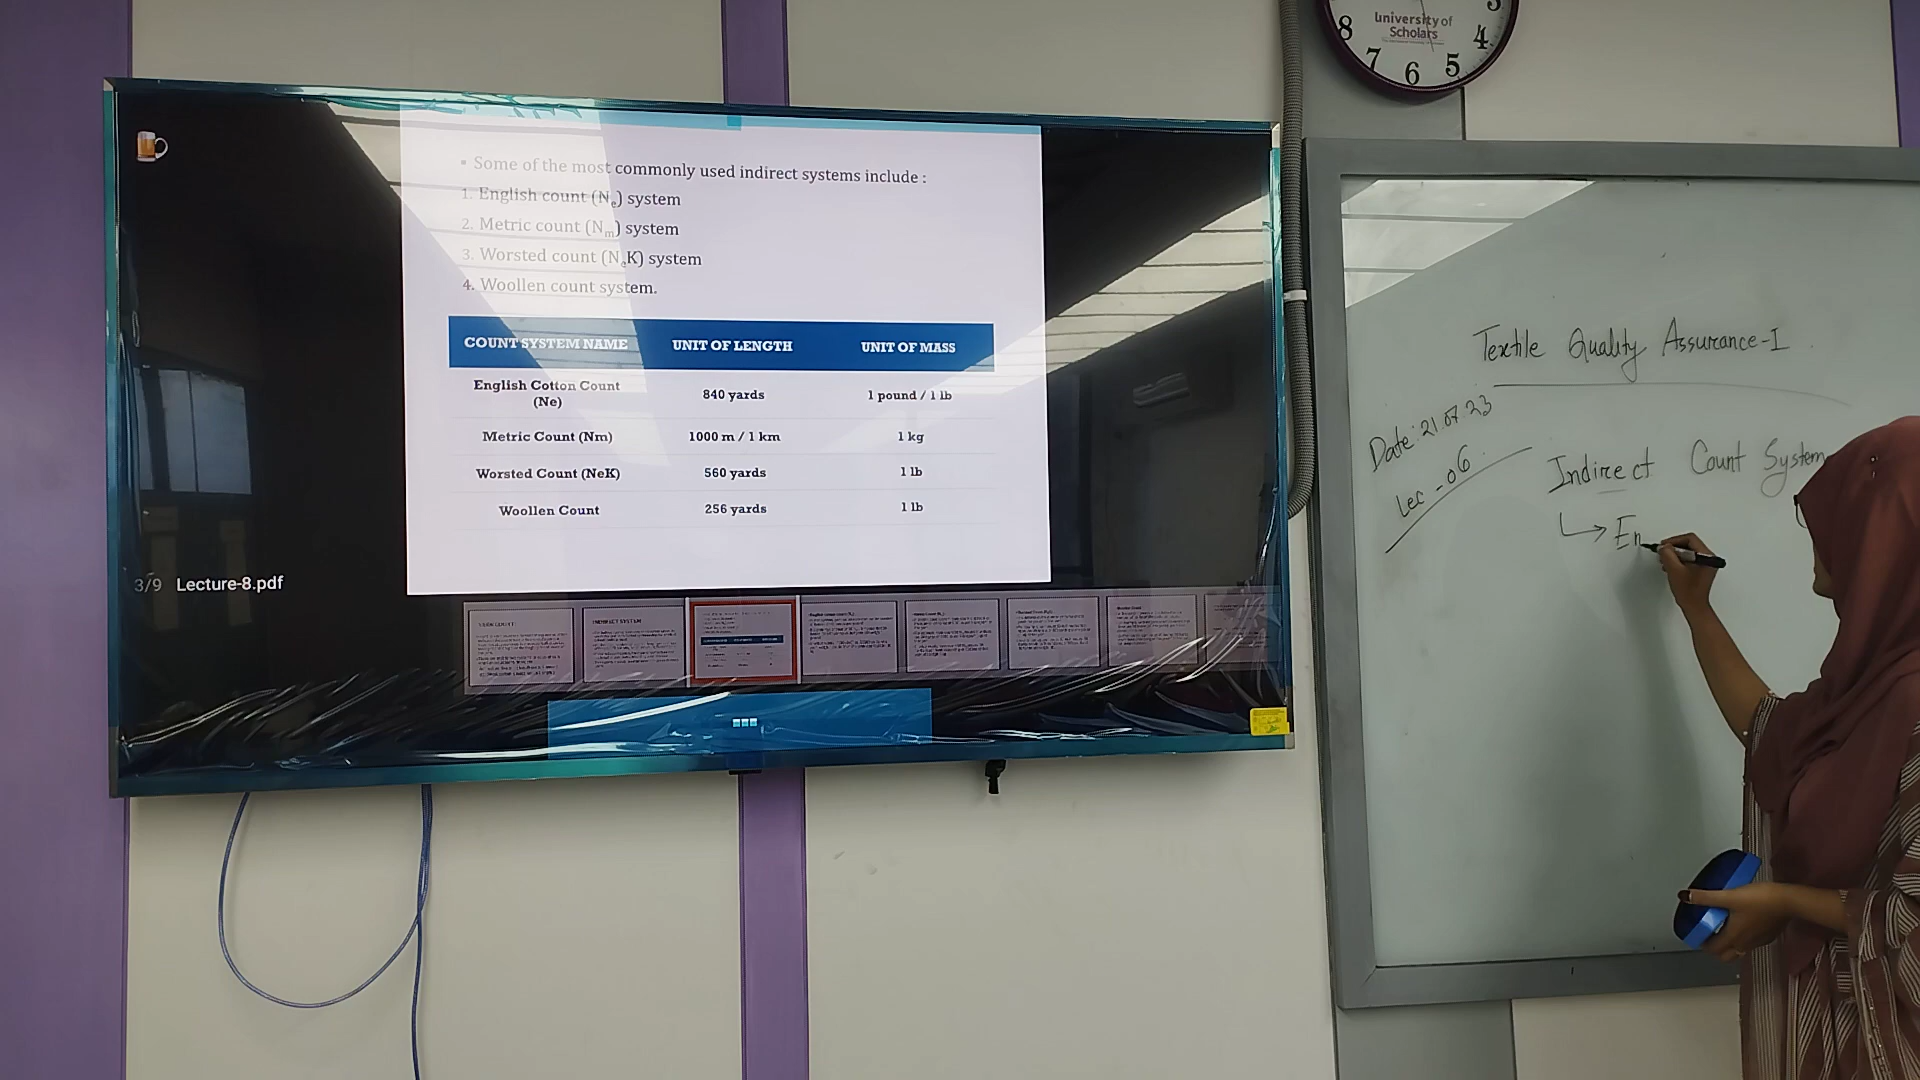 ▪ Some of the most commonly used indirect systems include :
1. English count (Ne) system
2. Metric count (Nm) system
3. Worsted count (NeK) system
4. Woollen count system.
COUNT SYSTEM NAME UNIT OF LENGTH UNIT OF MASS
English Cotton Count
(Ne) 840 yards 1 pound / 1 lb
Metric Count (Nm) 1000 m / 1 km 1 kg
Worsted Count (NeK) 560 yards 1 lb
Woollen Count 256 yards 1 lb
3/9 Lecture-8.pdf
INDIRECT SYSTEM
university of
Scholars
3
4
5
6
7
8
Textile Quality Assurance-I
Date: 21.07.23
Lec - 06
Indirect Count System
↳ En